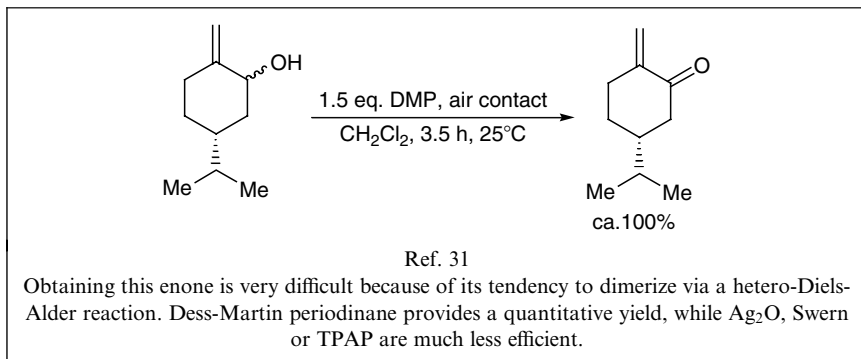 OH
O
1.5 eq. DMP, air contact
CH₂Cl₂, 3.5 h, 25°C
Me
Me
Me
Me
ca.100%
Ref. 31
Obtaining this enone is very difficult because of its tendency to dimerize via a hetero-Diels-
Alder reaction. Dess-Martin periodinane provides a quantitative yield, while Ag₂O, Swern
or TPAP are much less efficient.